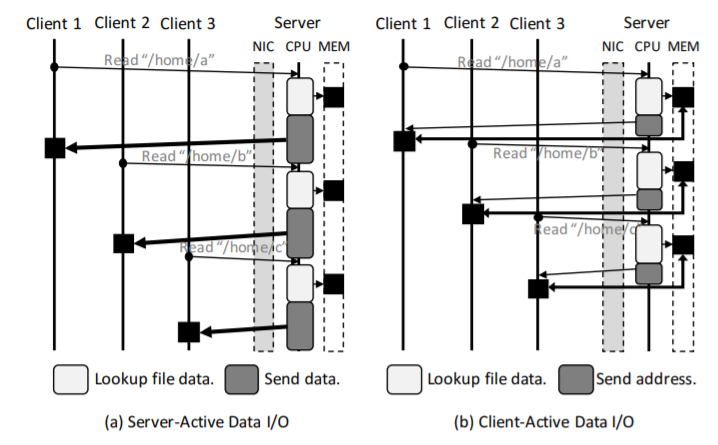 Client 1 Client 2 Client 3 Server
NIC CPU MEM
Read "/home/a"
Read "/home/b"
Read "/home/c"
Lookup file data. Send data.
(a) Server-Active Data I/O
Client 1 Client 2 Client 3 Server
NIC CPU MEM
Read "/home/a"
Read "/home/b"
Read "/home/c
Lookup file data. Send address.
(b) Client-Active Data I/O